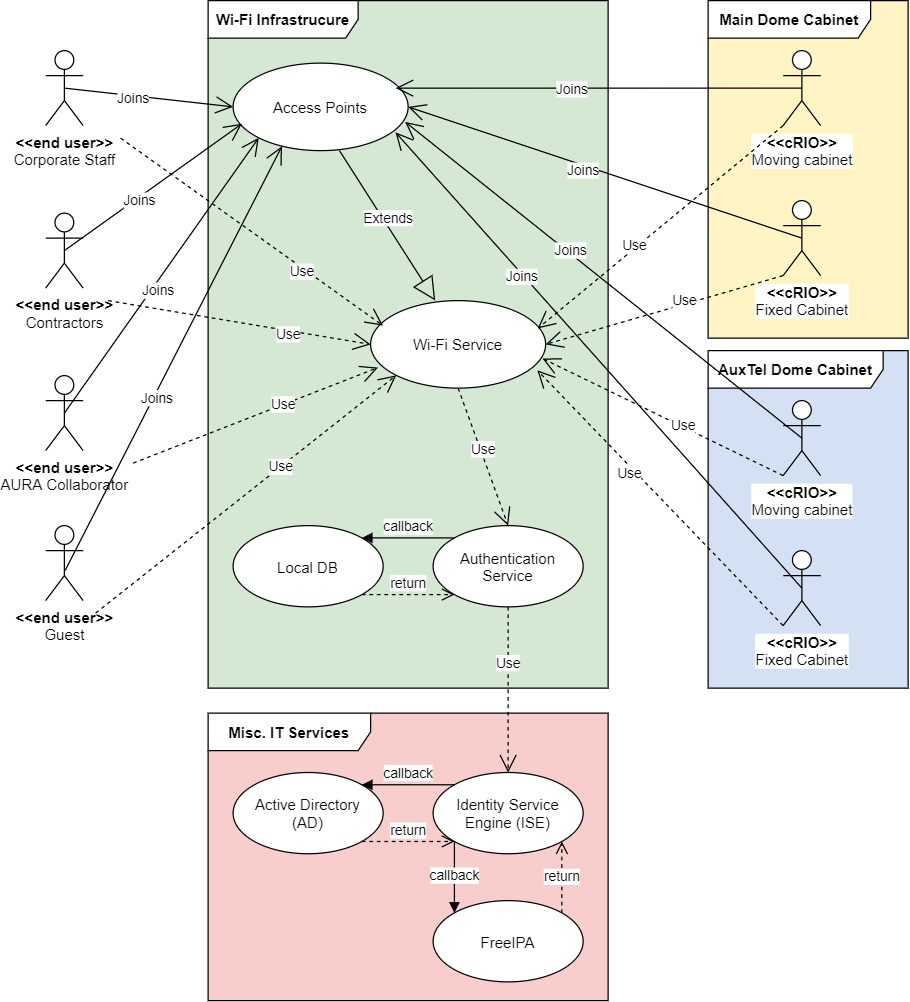 Wi-Fi Infrastrucure
Main Dome Cabinet
Access Points
Joins
Joins
<<end user>>
Corporate Staff
<<cRIO>>
Moving cabinet
Joins
Joins
Extends
Use
Joins
Use
Joins
Joins
<<end user>>
Contractors
Use
Use
<<cRIO>>
Fixed Cabinet
Wi-Fi Service
AuxTel Dome Cabinet
Joins
Use
Use
Use
Use
Use
<<end user>>
AURA Collaborator
<<cRIO>>
Moving cabinet
callback
Local DB
Authentication
Service
return
<<end user>>
Guest
<<cRIO>>
Fixed Cabinet
Use
Misc. IT Services
callback
Active Directory
(AD)
Identity Service
Engine (ISE)
return
callback
return
FreeIPA